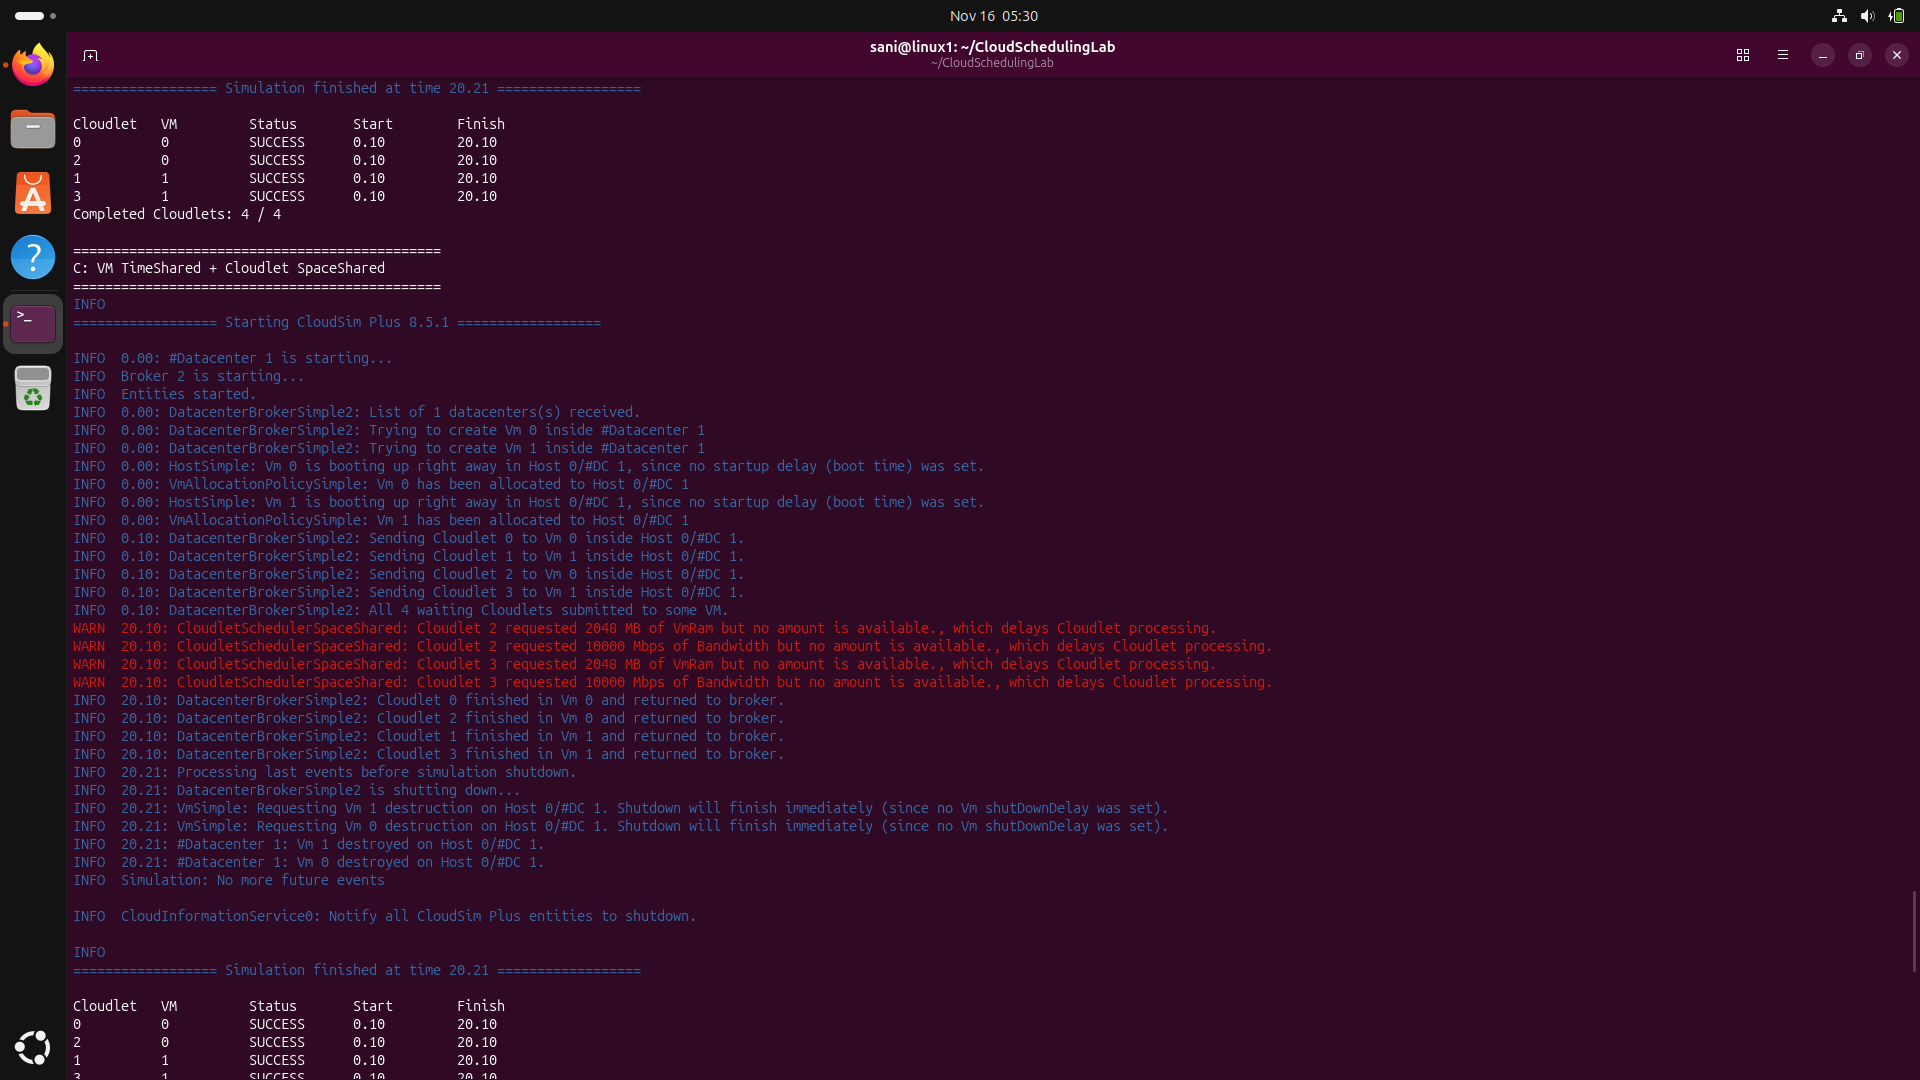 Nov 16 05:30
sani@linux1: ~/CloudSchedulingLab
~/CloudSchedulingLab
================== Simulation finished at time 20.21 ==================
Cloudlet VM Status Start Finish
0 0 SUCCESS 0.10 20.10
2 0 SUCCESS 0.10 20.10
1 1 SUCCESS 0.10 20.10
3 1 SUCCESS 0.10 20.10
Completed Cloudlets: 4 / 4
==============================================
C: VM TimeShared + Cloudlet SpaceShared
==============================================
INFO
================== Starting CloudSim Plus 8.5.1 ==================
INFO 0.00: #Datacenter 1 is starting...
INFO Broker 2 is starting...
INFO Entities started.
INFO 0.00: DatacenterBrokerSimple2: List of 1 datacenters(s) received.
INFO 0.00: DatacenterBrokerSimple2: Trying to create Vm 0 inside #Datacenter 1
INFO 0.00: DatacenterBrokerSimple2: Trying to create Vm 1 inside #Datacenter 1
INFO 0.00: HostSimple: Vm 0 is booting up right away in Host 0/#DC 1, since no startup delay (boot time) was set.
INFO 0.00: VmAllocationPolicySimple: Vm 0 has been allocated to Host 0/#DC 1
INFO 0.00: HostSimple: Vm 1 is booting up right away in Host 0/#DC 1, since no startup delay (boot time) was set.
INFO 0.00: VmAllocationPolicySimple: Vm 1 has been allocated to Host 0/#DC 1
INFO 0.10: DatacenterBrokerSimple2: Sending Cloudlet 0 to Vm 0 inside Host 0/#DC 1.
INFO 0.10: DatacenterBrokerSimple2: Sending Cloudlet 1 to Vm 1 inside Host 0/#DC 1.
INFO 0.10: DatacenterBrokerSimple2: Sending Cloudlet 2 to Vm 0 inside Host 0/#DC 1.
INFO 0.10: DatacenterBrokerSimple2: Sending Cloudlet 3 to Vm 1 inside Host 0/#DC 1.
INFO 0.10: DatacenterBrokerSimple2: All 4 waiting Cloudlets submitted to some VM.
WARN 20.10: CloudletSchedulerSpaceShared: Cloudlet 2 requested 2048 MB of VmRam but no amount is available., which delays Cloudlet processing.
WARN 20.10: CloudletSchedulerSpaceShared: Cloudlet 2 requested 10000 Mbps of Bandwidth but no amount is available., which delays Cloudlet processing.
WARN 20.10: CloudletSchedulerSpaceShared: Cloudlet 3 requested 2048 MB of VmRam but no amount is available., which delays Cloudlet processing.
WARN 20.10: CloudletSchedulerSpaceShared: Cloudlet 3 requested 10000 Mbps of Bandwidth but no amount is available., which delays Cloudlet processing.
INFO 20.10: DatacenterBrokerSimple2: Cloudlet 0 finished in Vm 0 and returned to broker.
INFO 20.10: DatacenterBrokerSimple2: Cloudlet 2 finished in Vm 0 and returned to broker.
INFO 20.10: DatacenterBrokerSimple2: Cloudlet 1 finished in Vm 1 and returned to broker.
INFO 20.10: DatacenterBrokerSimple2: Cloudlet 3 finished in Vm 1 and returned to broker.
INFO 20.21: Processing last events before simulation shutdown.
INFO 20.21: DatacenterBrokerSimple2 is shutting down...
INFO 20.21: VmSimple: Requesting Vm 1 destruction on Host 0/#DC 1. Shutdown will finish immediately (since no Vm shutDownDelay was set).
INFO 20.21: VmSimple: Requesting Vm 0 destruction on Host 0/#DC 1. Shutdown will finish immediately (since no Vm shutDownDelay was set).
INFO 20.21: #Datacenter 1: Vm 1 destroyed on Host 0/#DC 1.
INFO 20.21: #Datacenter 1: Vm 0 destroyed on Host 0/#DC 1.
INFO Simulation: No more future events
INFO CloudInformationService0: Notify all CloudSim Plus entities to shutdown.
INFO
================== Simulation finished at time 20.21 ==================
Cloudlet VM Status Start Finish
0 0 SUCCESS 0.10 20.10
2 0 SUCCESS 0.10 20.10
1 1 SUCCESS 0.10 20.10
3 1 SUCCESS 0.10 20.10